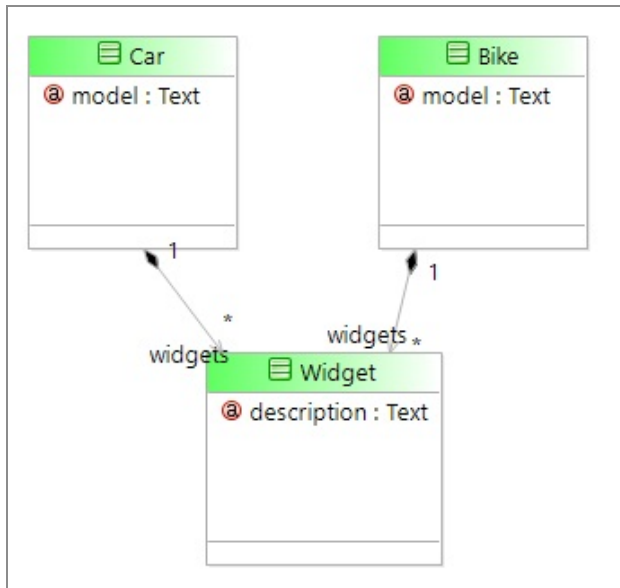 Car
@ model : Text
Bike
@ model : Text
1
1
*
widgets
widgets *
Widget
@ description : Text